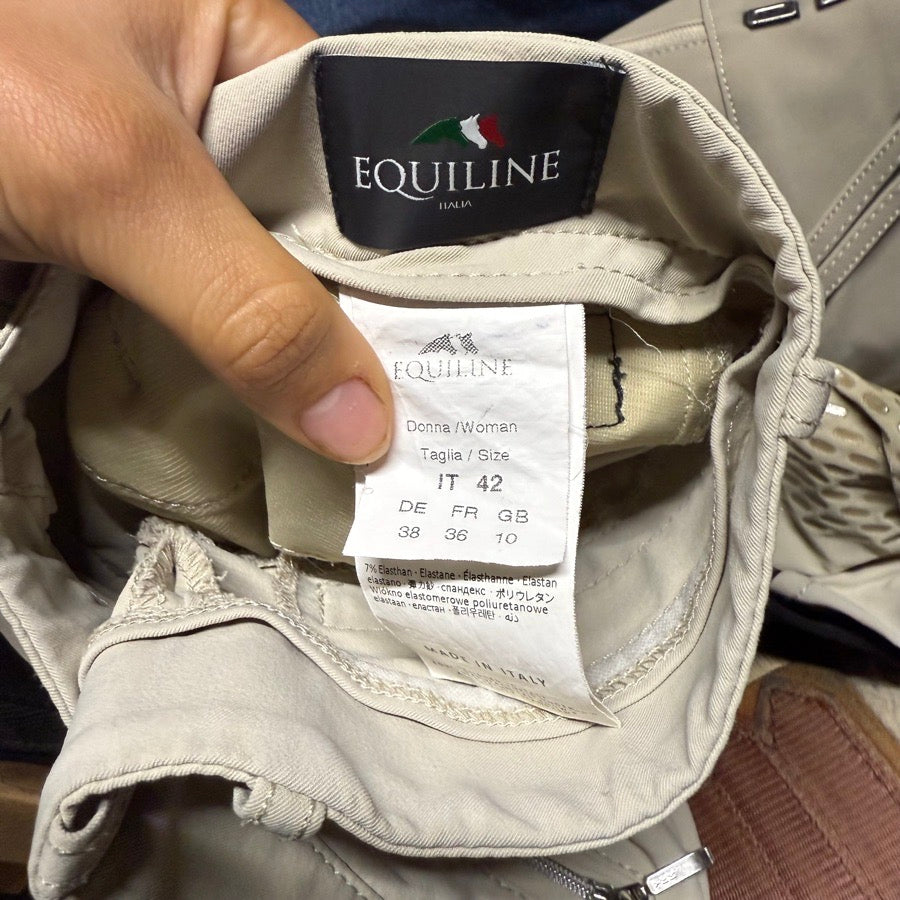 EQUILINE
ITALIA
EQUILINE
Donna /Woman
Taglia / Size
IT 42
DE FR GB
38 36 10
7% Elasthan · Elastane · Élasthanne · Elastan
elastano · 彈力紗 · спандекс · ポリウレタン
Włókno elastomerowe poliuretanowe
elastaan · еластан · 폴리우레탄
MADE IN ITALY